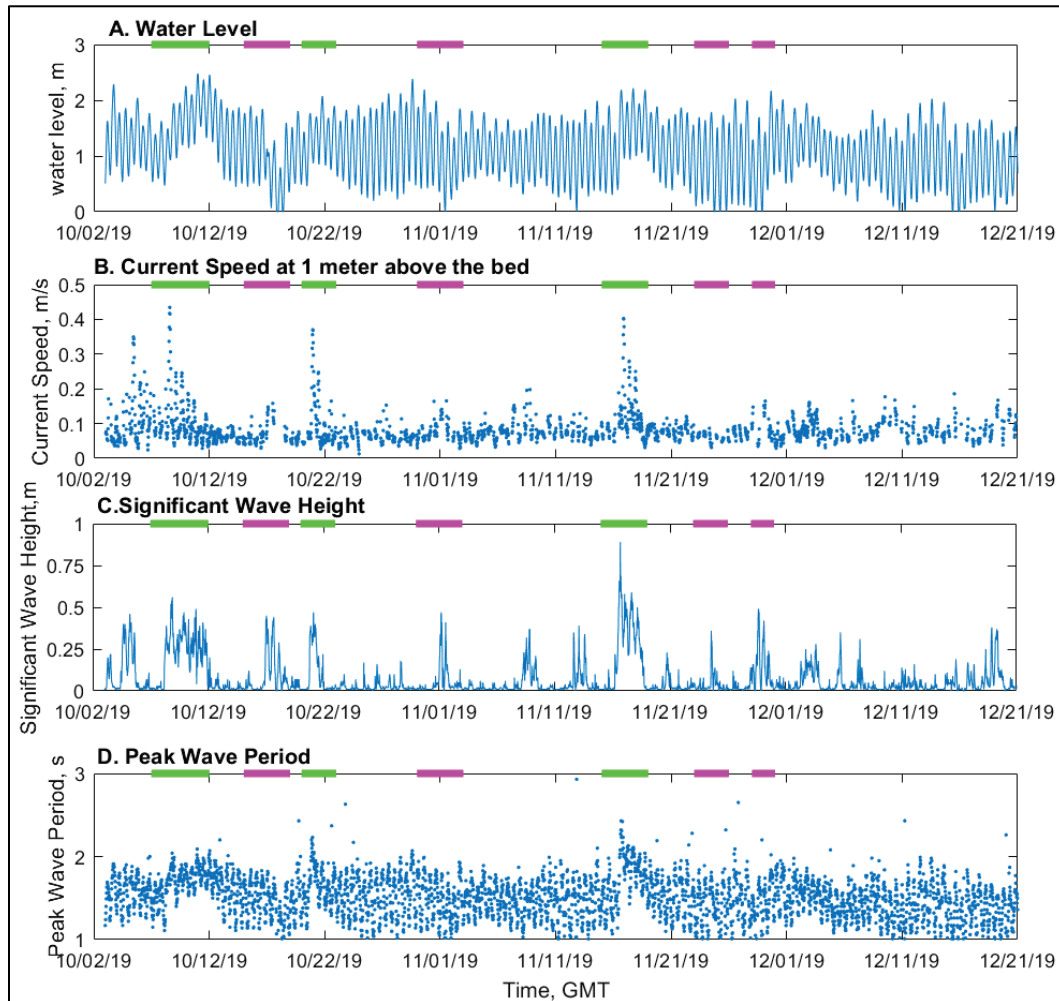 A. Water Level
water level, m
3
2
1
0
10/02/19 10/12/19 10/22/19 11/01/19 11/11/19 11/21/19 12/01/19 12/11/19 12/21/19
B. Current Speed at 1 meter above the bed
Current Speed, m/s
0.5
0.4
0.3
0.2
0.1
0
10/02/19 10/12/19 10/22/19 11/01/19 11/11/19 11/21/19 12/01/19 12/11/19 12/21/19
C.Significant Wave Height
Significant Wave Height,m
1
0.75
0.5
0.25
0
10/02/19 10/12/19 10/22/19 11/01/19 11/11/19 11/21/19 12/01/19 12/11/19 12/21/19
D. Peak Wave Period
Peak Wave Period, s
3
2
1
10/02/19 10/12/19 10/22/19 11/01/19 11/11/19 11/21/19 12/01/19 12/11/19 12/21/19
Time, GMT